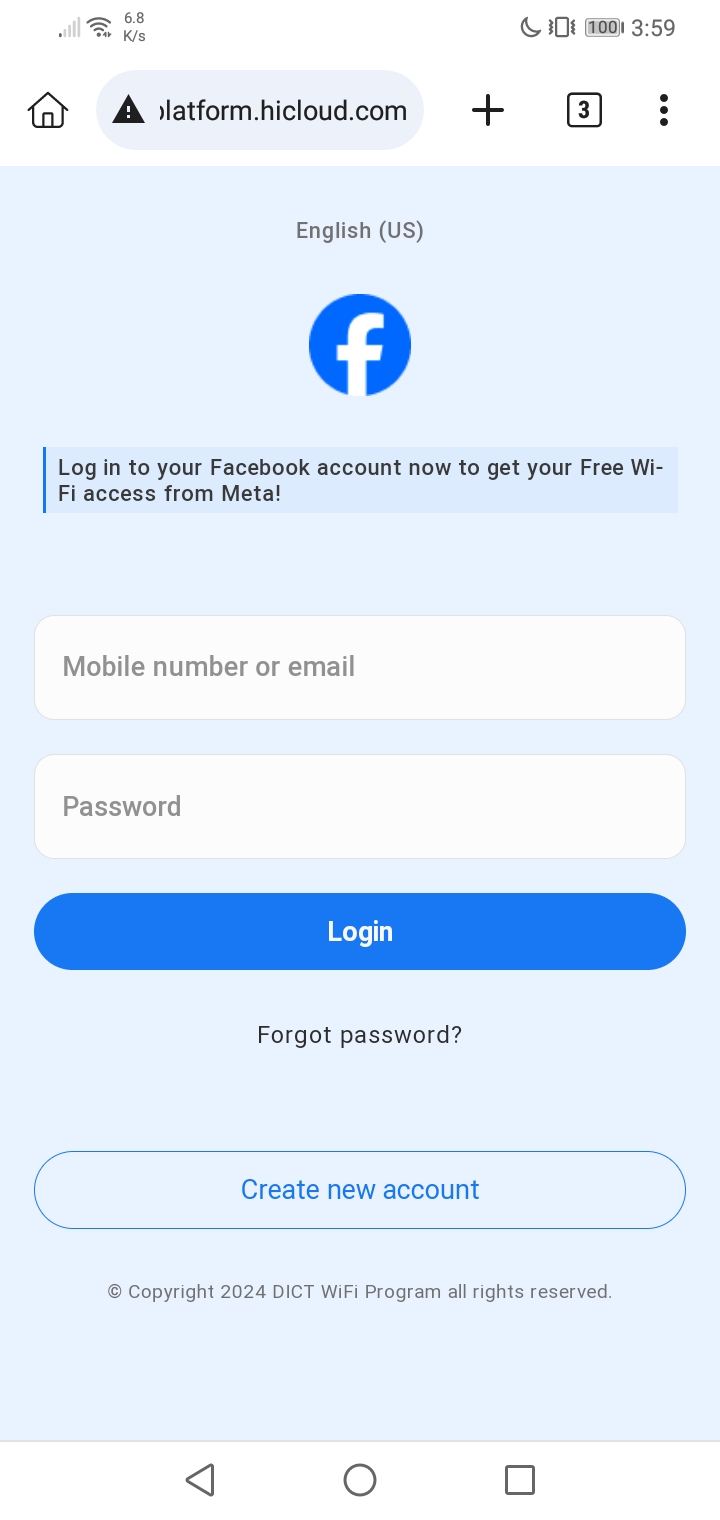 6.8
K/s
100
3:59
platform.hicloud.com
3
English (US)
Log in to your Facebook account now to get your Free Wi-
Fi access from Meta!
Mobile number or email
Password
Login
Forgot password?
Create new account
© Copyright 2024 DICT WiFi Program all rights reserved.